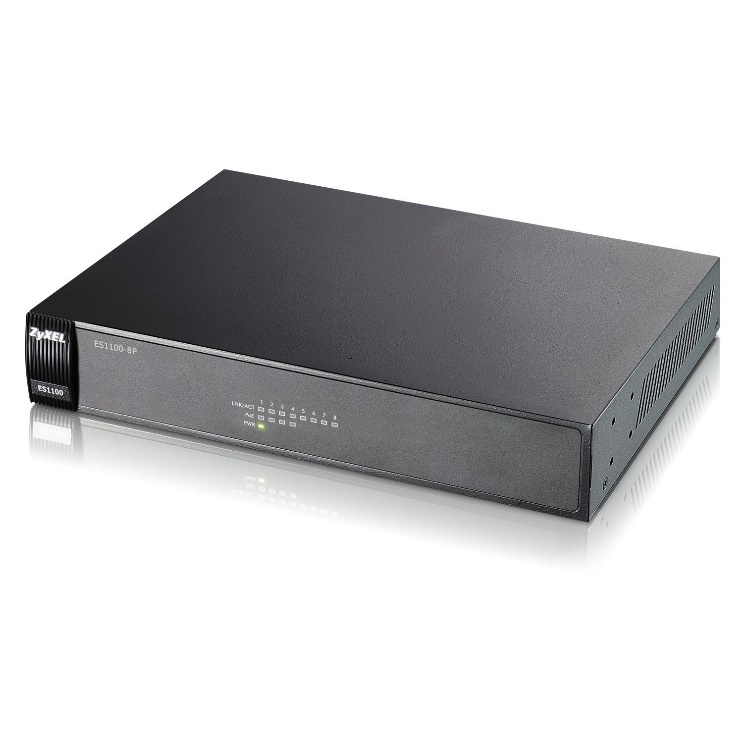 ZyXEL
ES1100
ES1100-8P
1 2 3 4 5 6 7 8
LNK/ACT
PoE
PWR